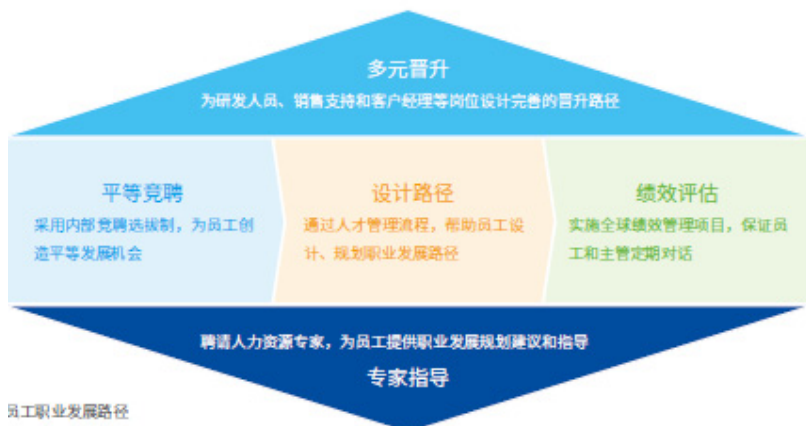 多元晋升
为研发人员、销售支持和客户经理等岗位设计完善的晋升路径
平等竞聘
采用内部竞聘选拔制，为员工创
造平等发展机会
设计路径
通过人才管理流程，帮助员工设
计、规划职业发展路径
绩效评估
实施全球绩效管理项目，保证员
工和主管定期对话
聘请人力资源专家，为员工提供职业发展规划建议和指导
专家指导
员工职业发展路径